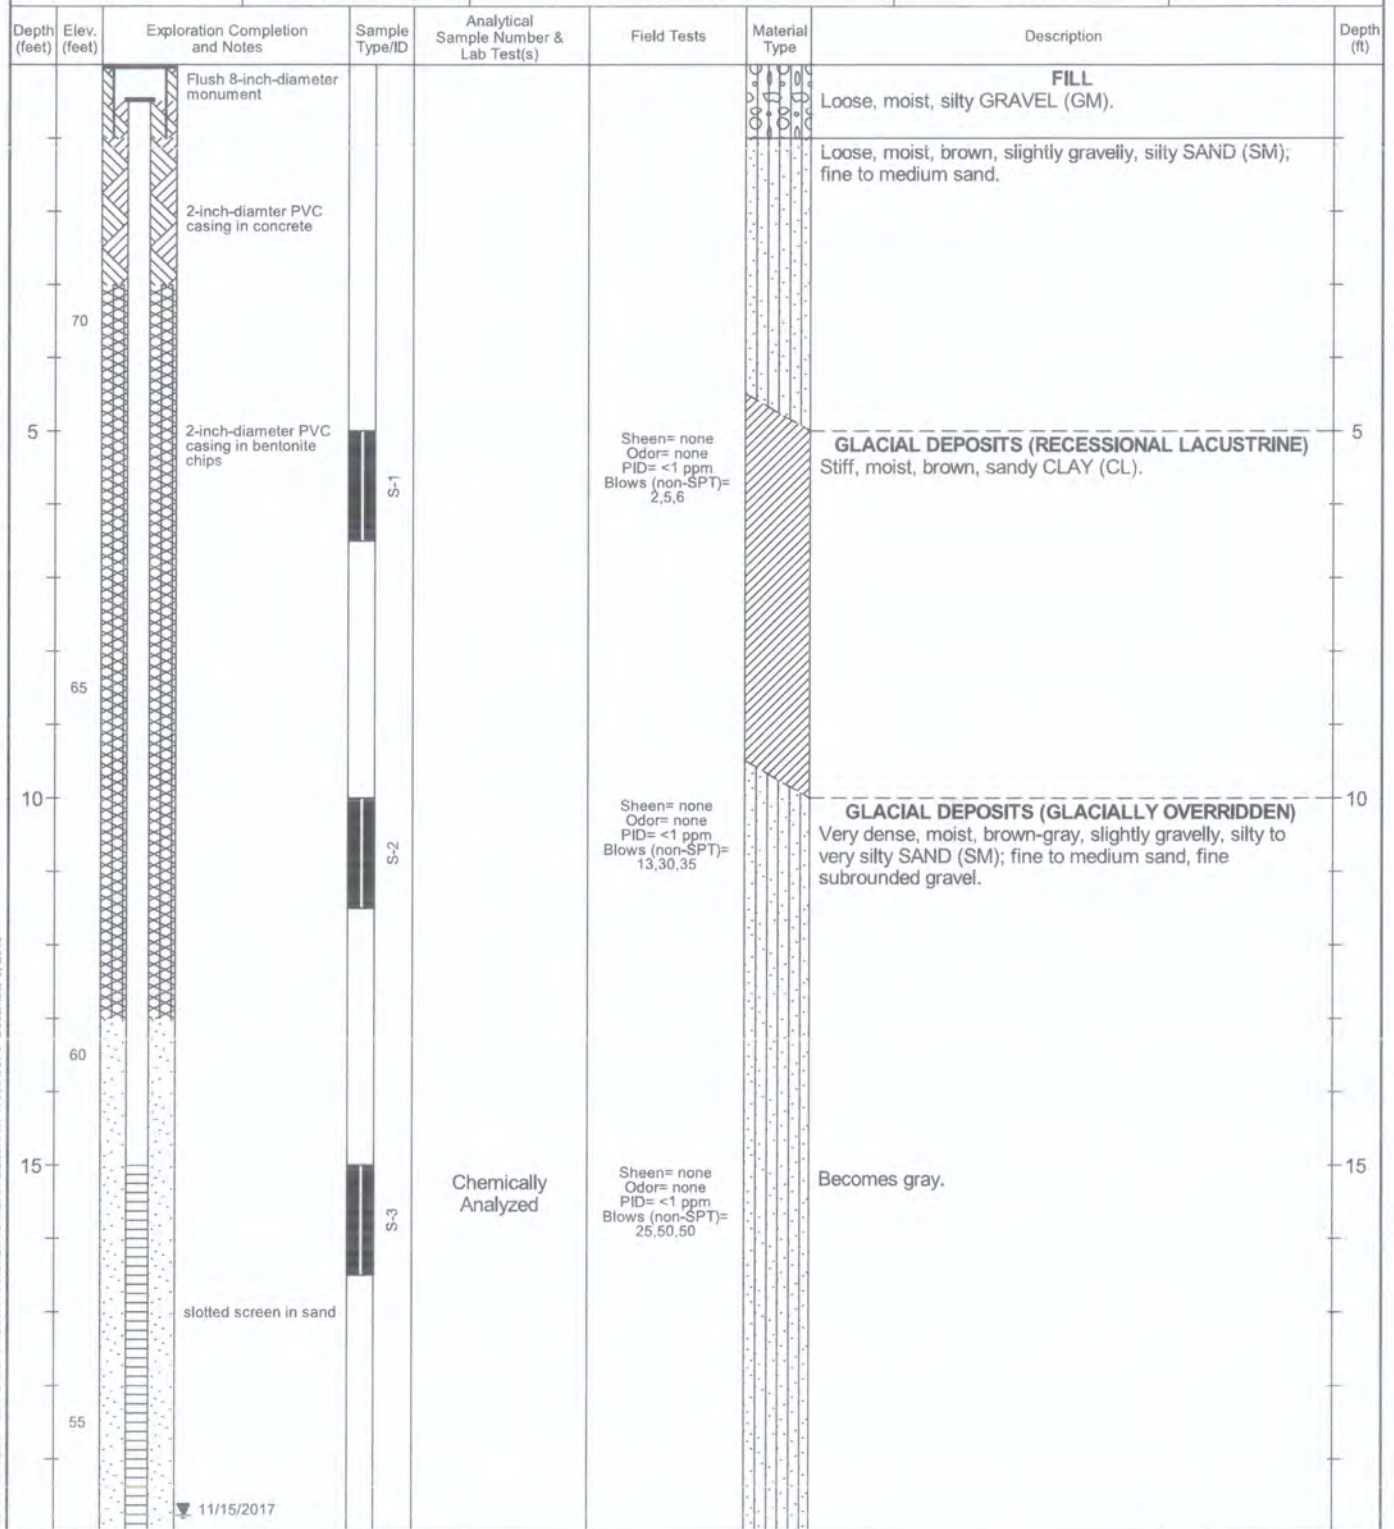 Depth (feet)
Elev. (feet)
Exploration Completion and Notes
Sample Type/ID
Analytical Sample Number & Lab Test(s)
Field Tests
Material Type
Description
Depth (ft)
Flush 8-inch-diameter
monument
FILL
Loose, moist, silty GRAVEL (GM).
Loose, moist, brown, slightly gravelly, silty SAND (SM);
fine to medium sand.
2-inch-diamter PVC
casing in concrete
70
5
2-inch-diameter PVC
casing in bentonite
chips
S-1
Sheen= none
Odor= none
PID= <1 ppm
Blows (non-SPT)=
2,5,6
GLACIAL DEPOSITS (RECESSIONAL LACUSTRINE)
Stiff, moist, brown, sandy CLAY (CL).
5
65
10
S-2
Sheen= none
Odor= none
PID= <1 ppm
Blows (non-SPT)=
13,30,35
GLACIAL DEPOSITS (GLACIALLY OVERRIDDEN)
Very dense, moist, brown-gray, slightly gravelly, silty to
very silty SAND (SM); fine to medium sand, fine
subrounded gravel.
10
60
15
S-3
Chemically
Analyzed
Sheen= none
Odor= none
PID= <1 ppm
Blows (non-SPT)=
25,50,50
Becomes gray.
15
slotted screen in sand
55
11/15/2017